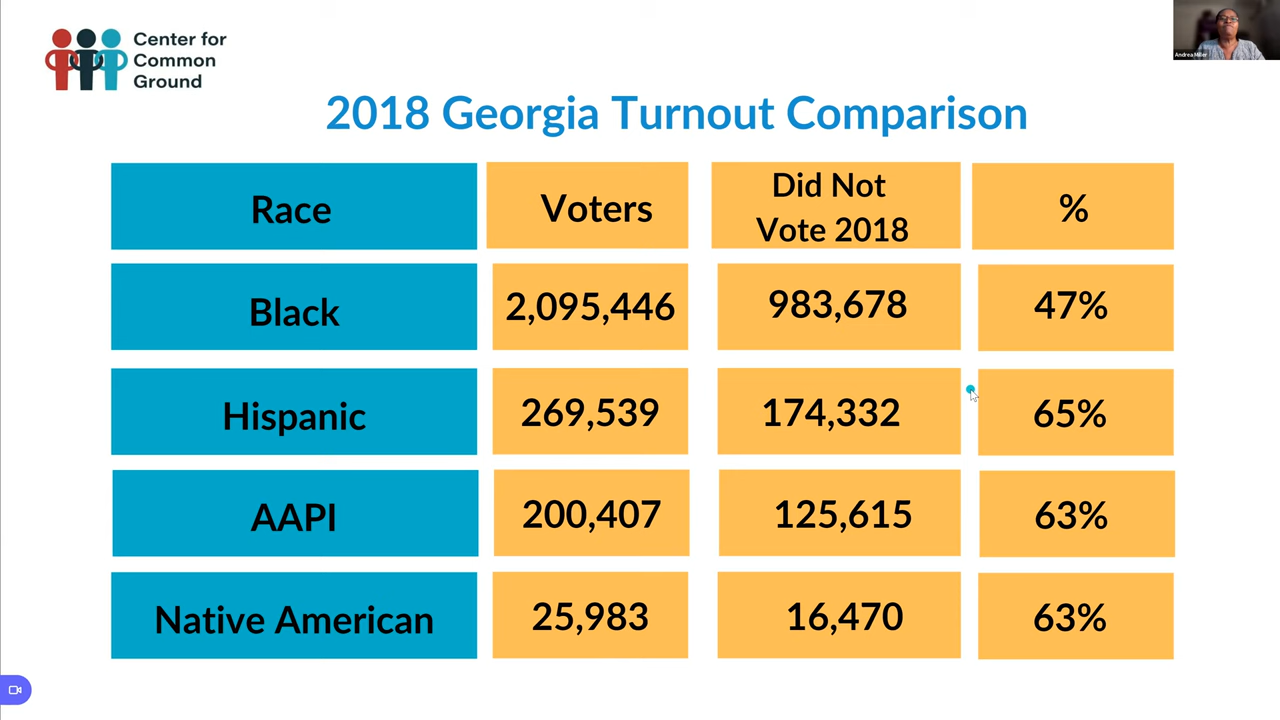 Center for
Common
Ground
Andrea Miller
2018 Georgia Turnout Comparison
Race
Voters
Did Not
Vote 2018
%
Black
2,095,446
983,678
47%
Hispanic
269,539
174,332
65%
AAPI
200,407
125,615
63%
Native American
25,983
16,470
63%